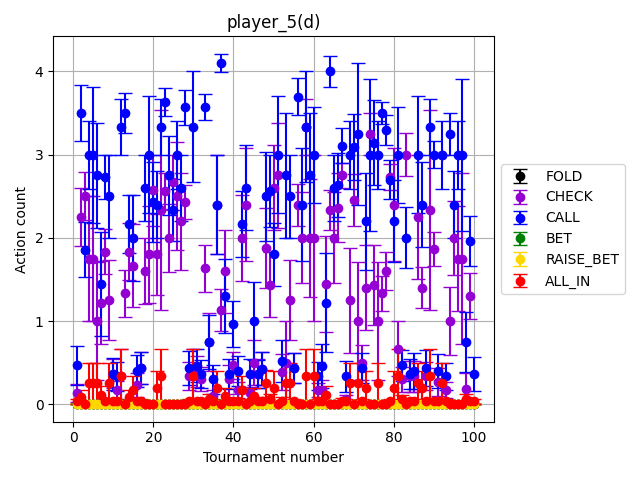 player_5(d)
4
3
2
1
0
Action count
0
20
40
60
80
100
Tournament number
FOLD
CHECK
CALL
BET
RAISE_BET
ALL_IN